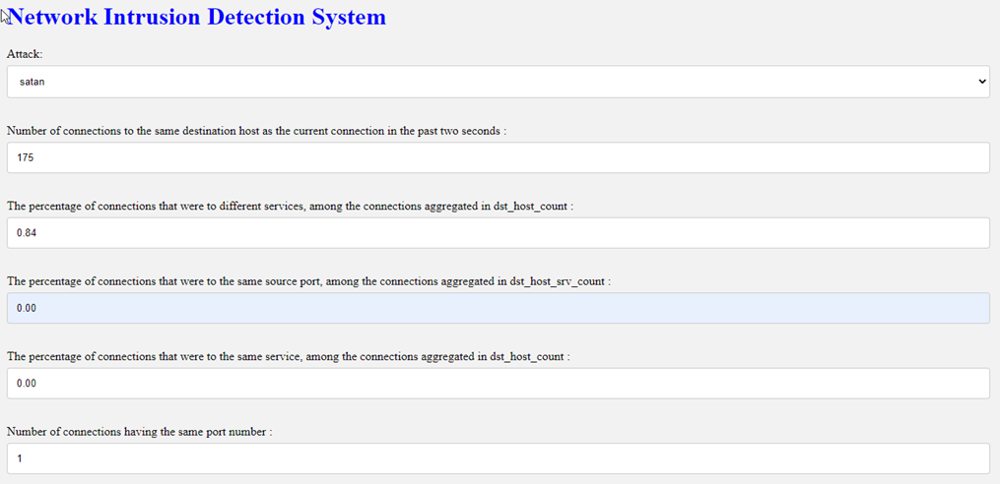 Network Intrusion Detection System
Attack:
satan
Number of connections to the same destination host as the current connection in the past two seconds :
175
The percentage of connections that were to different services, among the connections aggregated in dst_host_count :
0.84
The percentage of connections that were to the same source port, among the connections aggregated in dst_host_srv_count :
0.00
The percentage of connections that were to the same service, among the connections aggregated in dst_host_count :
0.00
Number of connections having the same port number :
1